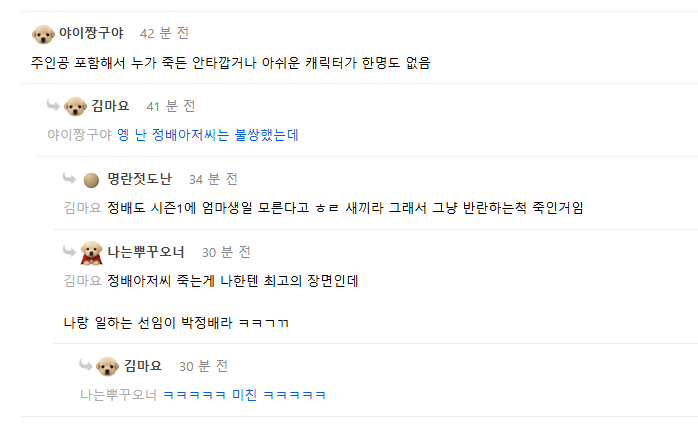 야이짱구야 42 분 전
주인공 포함해서 누가 죽든 안타깝거나 아쉬운 캐릭터가 한명도 없음
김마요 41 분 전
야이짱구야 엥 난 정배아저씨는 불쌍했는데
명란젓도난 34 분 전
김마요 정배도 시즌1에 엄마생일 모른다고 ㅎㄹ 새끼라 그래서 그냥 반란하는척 죽인거임
나는뿌꾸오너 30 분 전
김마요 정배아저씨 죽는게 나한텐 최고의 장면인데
나랑 일하는 선임이 박정배라 ㅋㅋㄱㄲ
김마요 30 분 전
나는뿌꾸오너 ㅋㅋㅋㅋㅋ 미친 ㅋㅋㅋㅋㅋ